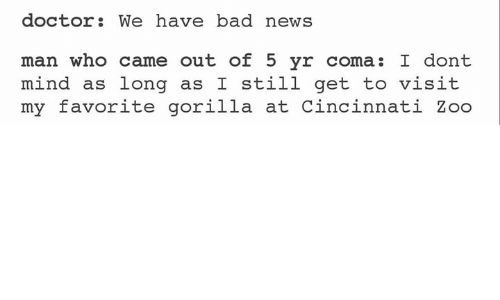 doctor: We have bad news
man who came out of 5 yr coma: I dont
mind as long as I still get to visit
my favorite gorilla at Cincinnati Zoo